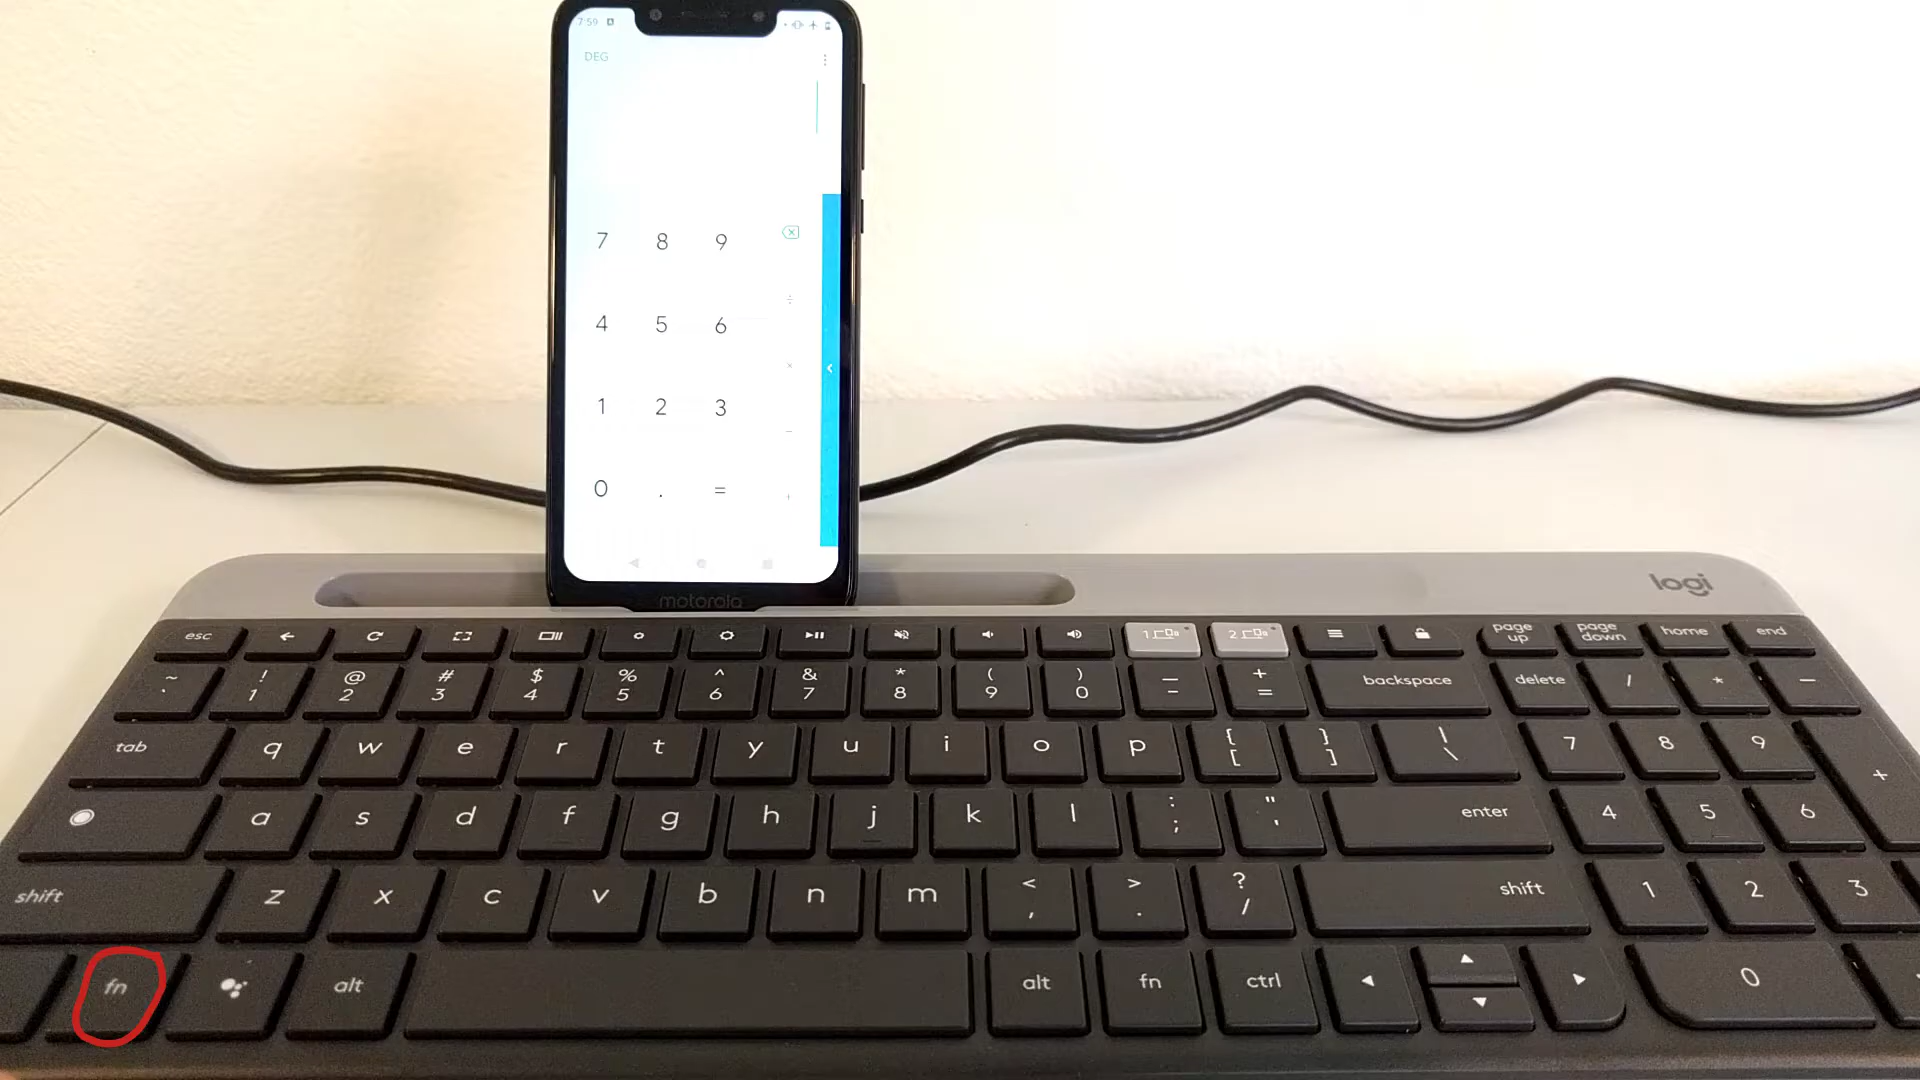 7:59
DEG
7 8 9
÷
4 5 6
×
1 2 3
−
0 . =
+
motorola
logi
esc 1 2 page up page down home end
~ ` ! 1 @ 2 # 3 $ 4 % 5 ^ 6 & 7 * 8 ( 9 ) 0 _ - + = backspace delete / * −
tab q w e r t y u i o p { [ } ] | \ 7 8 9 +
a s d f g h j k l : ; " ' enter 4 5 6
shift z x c v b n m < , > . ? / shift 1 2 3
fn alt alt fn ctrl 0